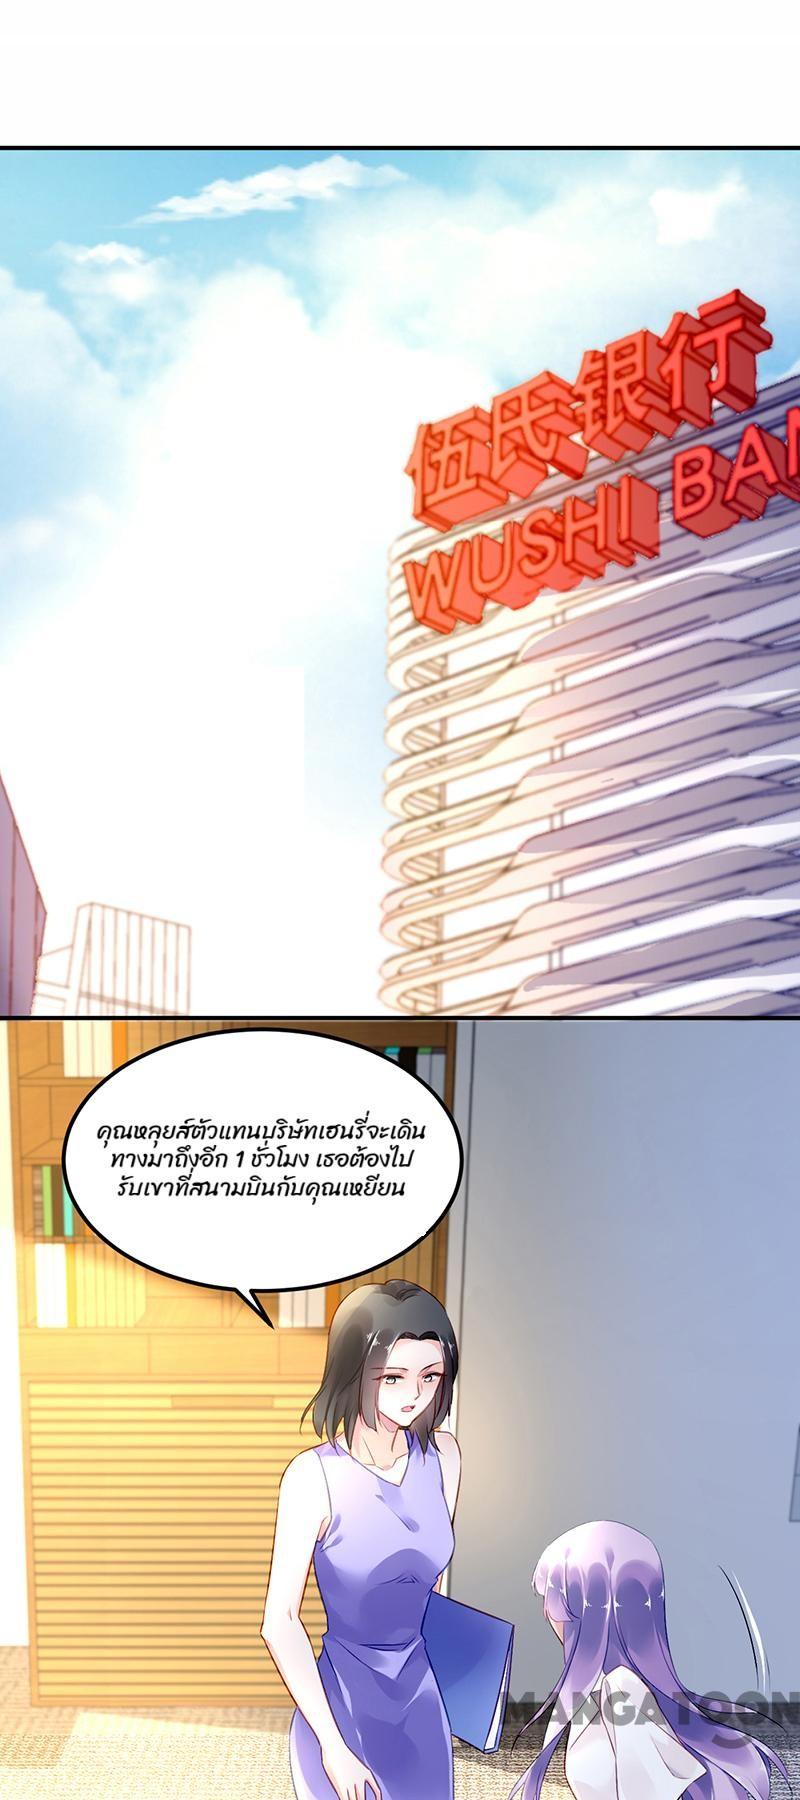 伍氏银行
WUSHI BAN
คุณหลุยส์ตัวแทนบริษัทเฮนรี่จะเดิน
ทางมาถึงอีก 1 ชั่วโมง เธอต้องไป
รับเขาที่สนามบินกับคุณเหยียน
MANGATOON